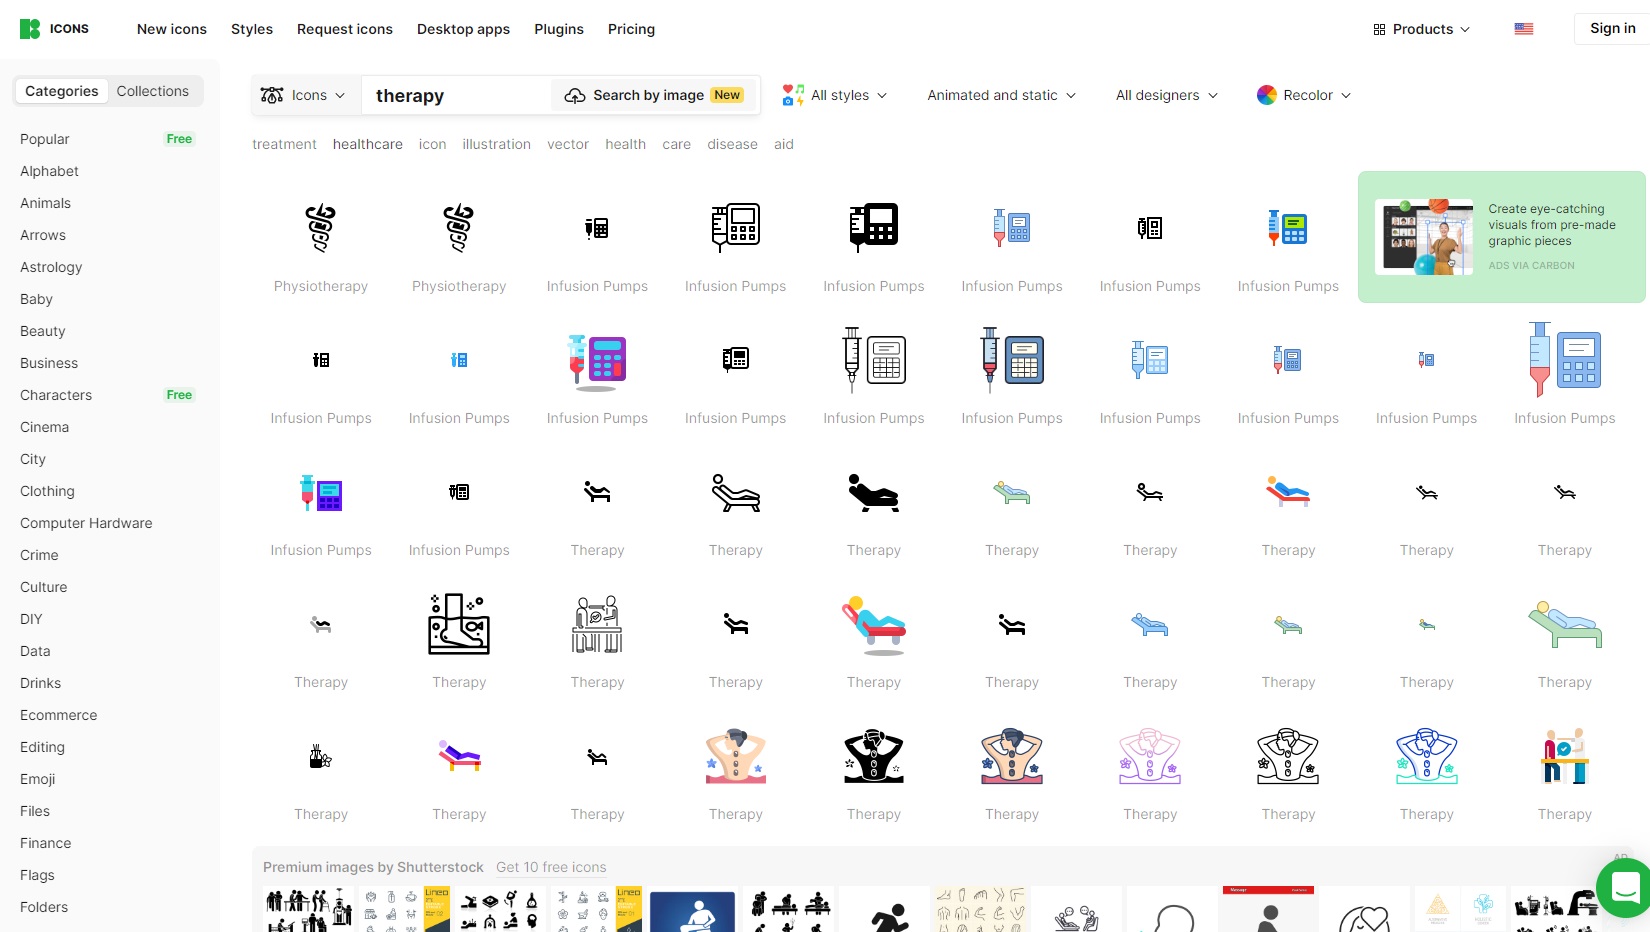 ICONS
New icons
Styles
Request icons
Desktop apps
Plugins
Pricing
Products
Sign in
Categories
Collections
Popular Free
Alphabet
Animals
Arrows
Astrology
Baby
Beauty
Business
Characters Free
Cinema
City
Clothing
Computer Hardware
Crime
Culture
DIY
Data
Drinks
Ecommerce
Editing
Emoji
Files
Finance
Flags
Folders
Icons
therapy
Search by image New
All styles
Animated and static
All designers
Recolor
treatment healthcare icon illustration vector health care disease aid
Physiotherapy Physiotherapy Infusion Pumps Infusion Pumps Infusion Pumps Infusion Pumps Infusion Pumps Infusion Pumps
Create eye-catching
visuals from pre-made
graphic pieces
ADS VIA CARBON
Infusion Pumps Infusion Pumps Infusion Pumps Infusion Pumps Infusion Pumps Infusion Pumps Infusion Pumps Infusion Pumps Infusion Pumps Infusion Pumps
Infusion Pumps Infusion Pumps Therapy Therapy Therapy Therapy Therapy Therapy Therapy Therapy
Therapy Therapy Therapy Therapy Therapy Therapy Therapy Therapy Therapy Therapy
Therapy Therapy Therapy Therapy Therapy Therapy Therapy Therapy Therapy Therapy
Premium images by Shutterstock Get 10 free icons